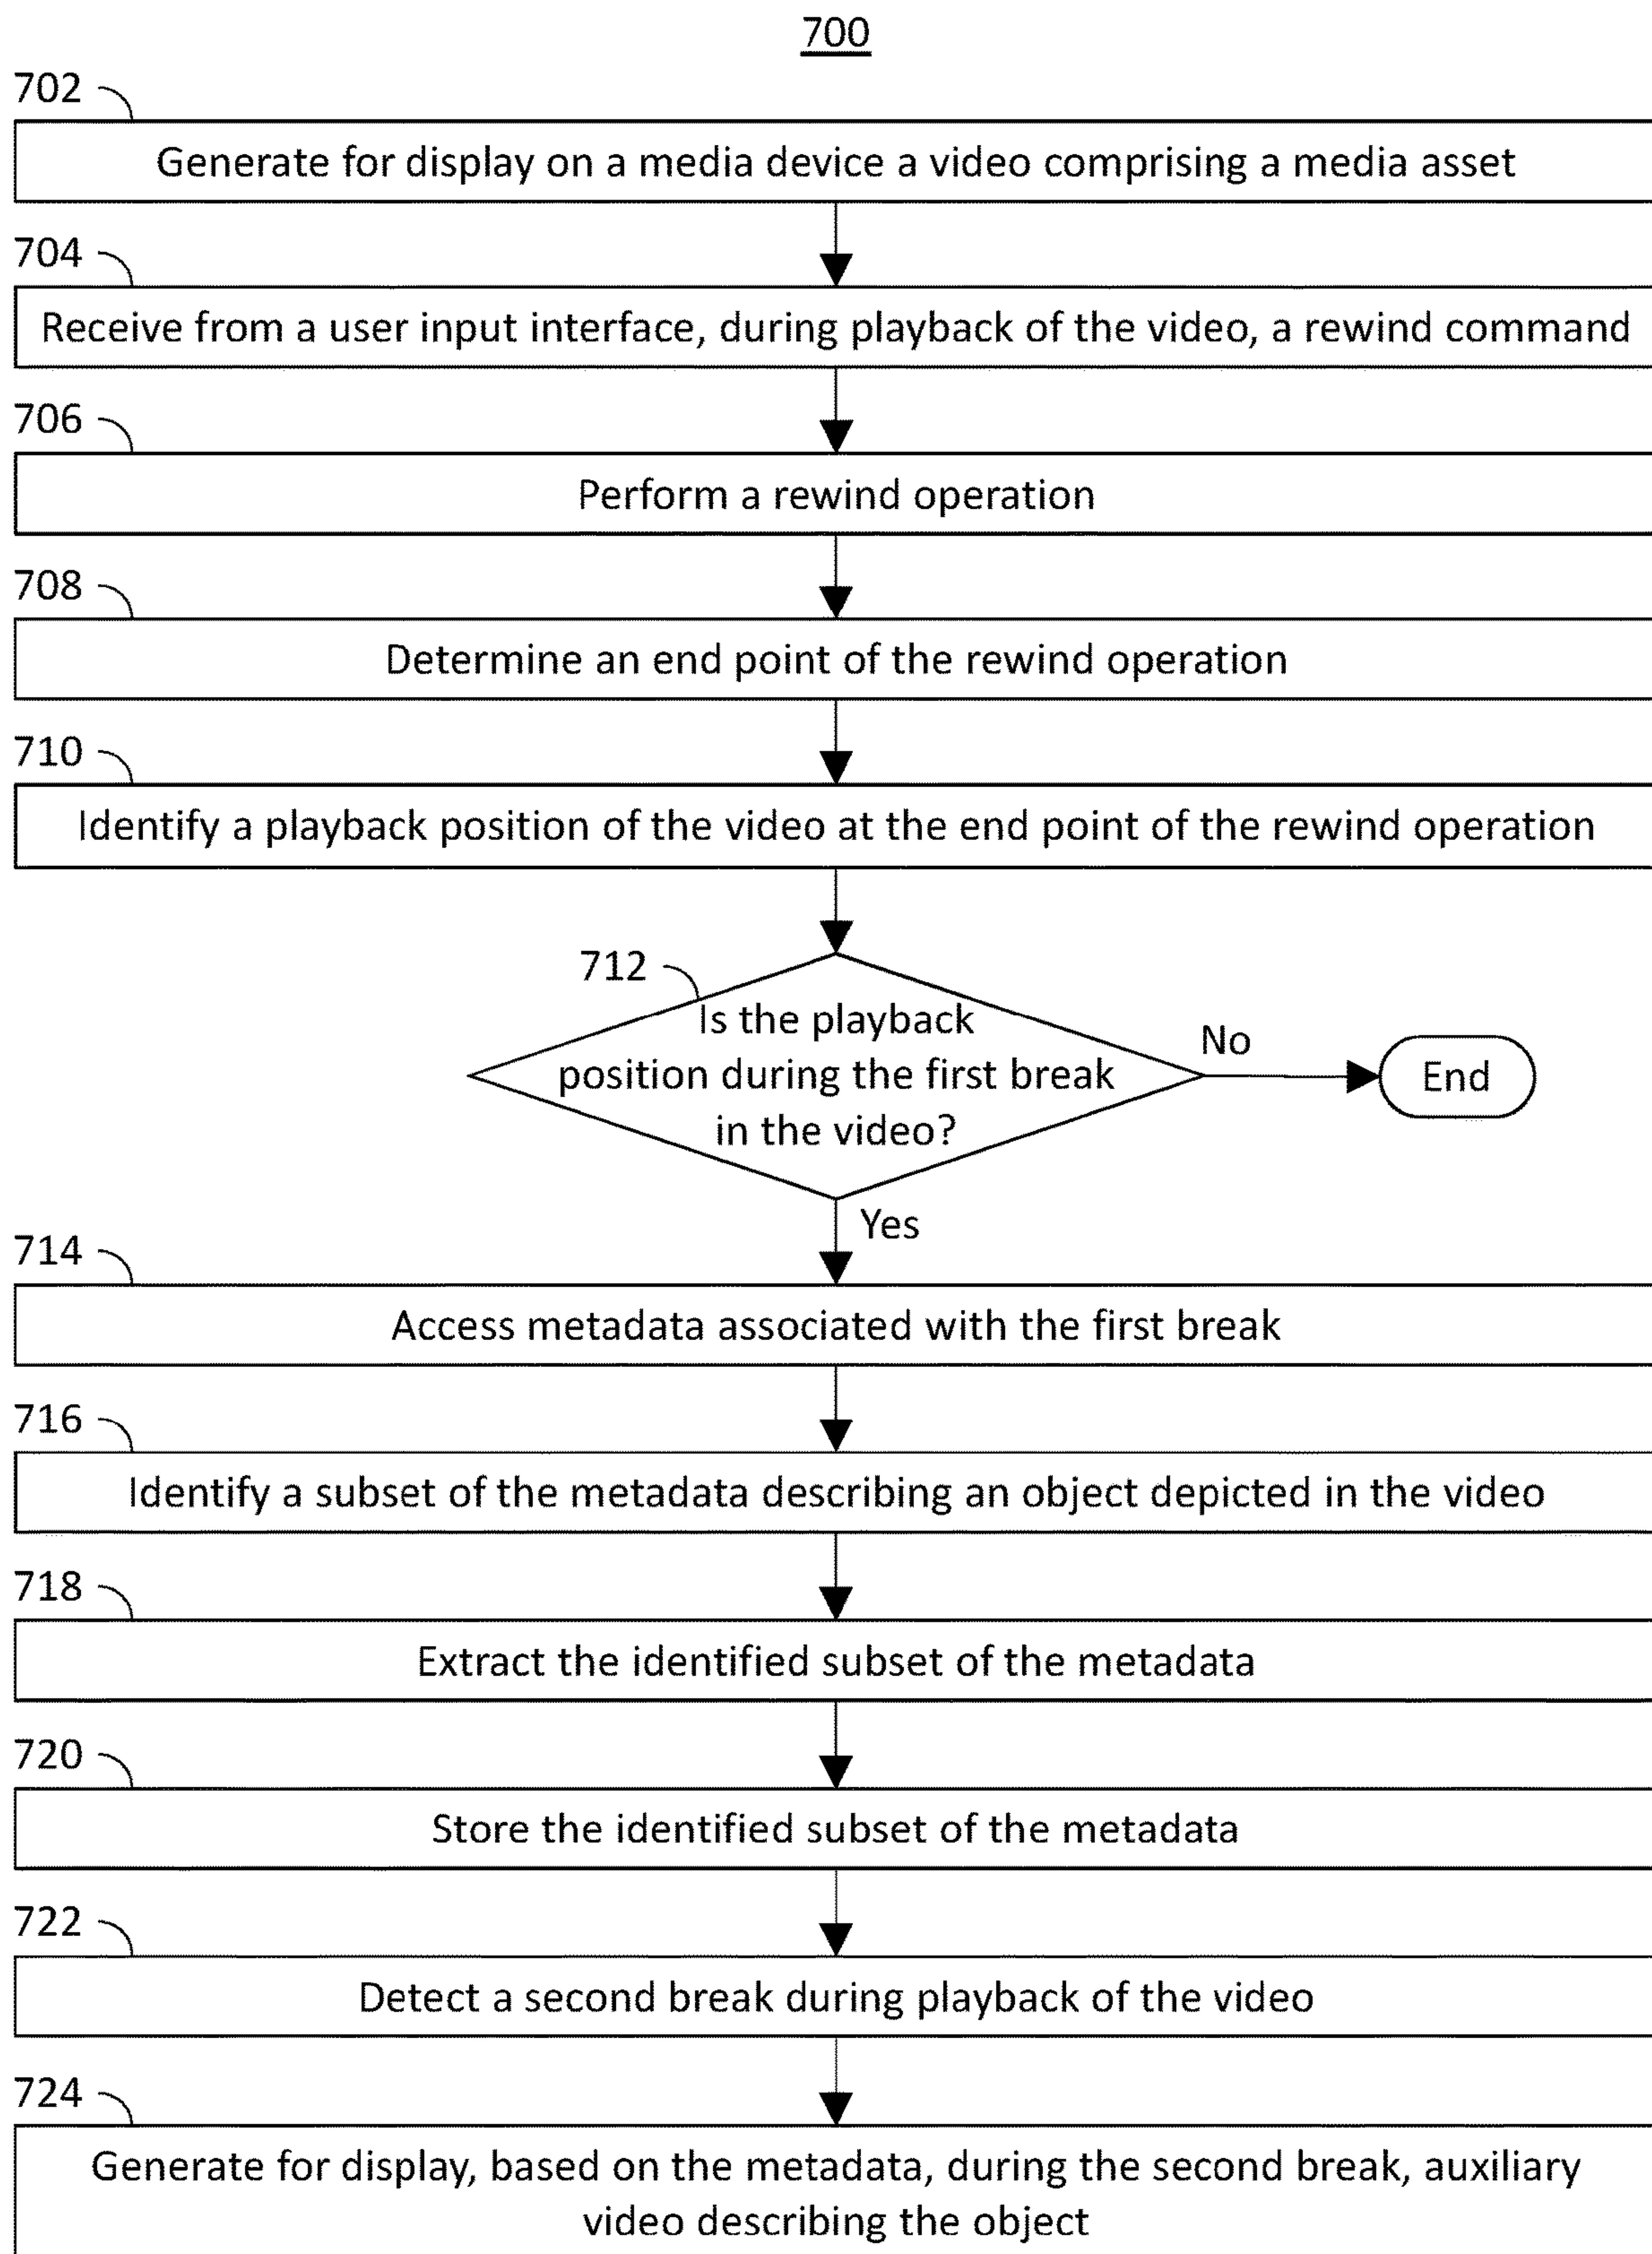 700
702
Generate for display on a media device a video comprising a media asset
704
Receive from a user input interface, during playback of the video, a rewind command
706
Perform a rewind operation
708
Determine an end point of the rewind operation
710
Identify a playback position of the video at the end point of the rewind operation
712
Is the playback
position during the first break
in the video?
No
End
Yes
714
Access metadata associated with the first break
716
Identify a subset of the metadata describing an object depicted in the video
718
Extract the identified subset of the metadata
720
Store the identified subset of the metadata
722
Detect a second break during playback of the video
724
Generate for display, based on the metadata, during the second break, auxiliary
video describing the object